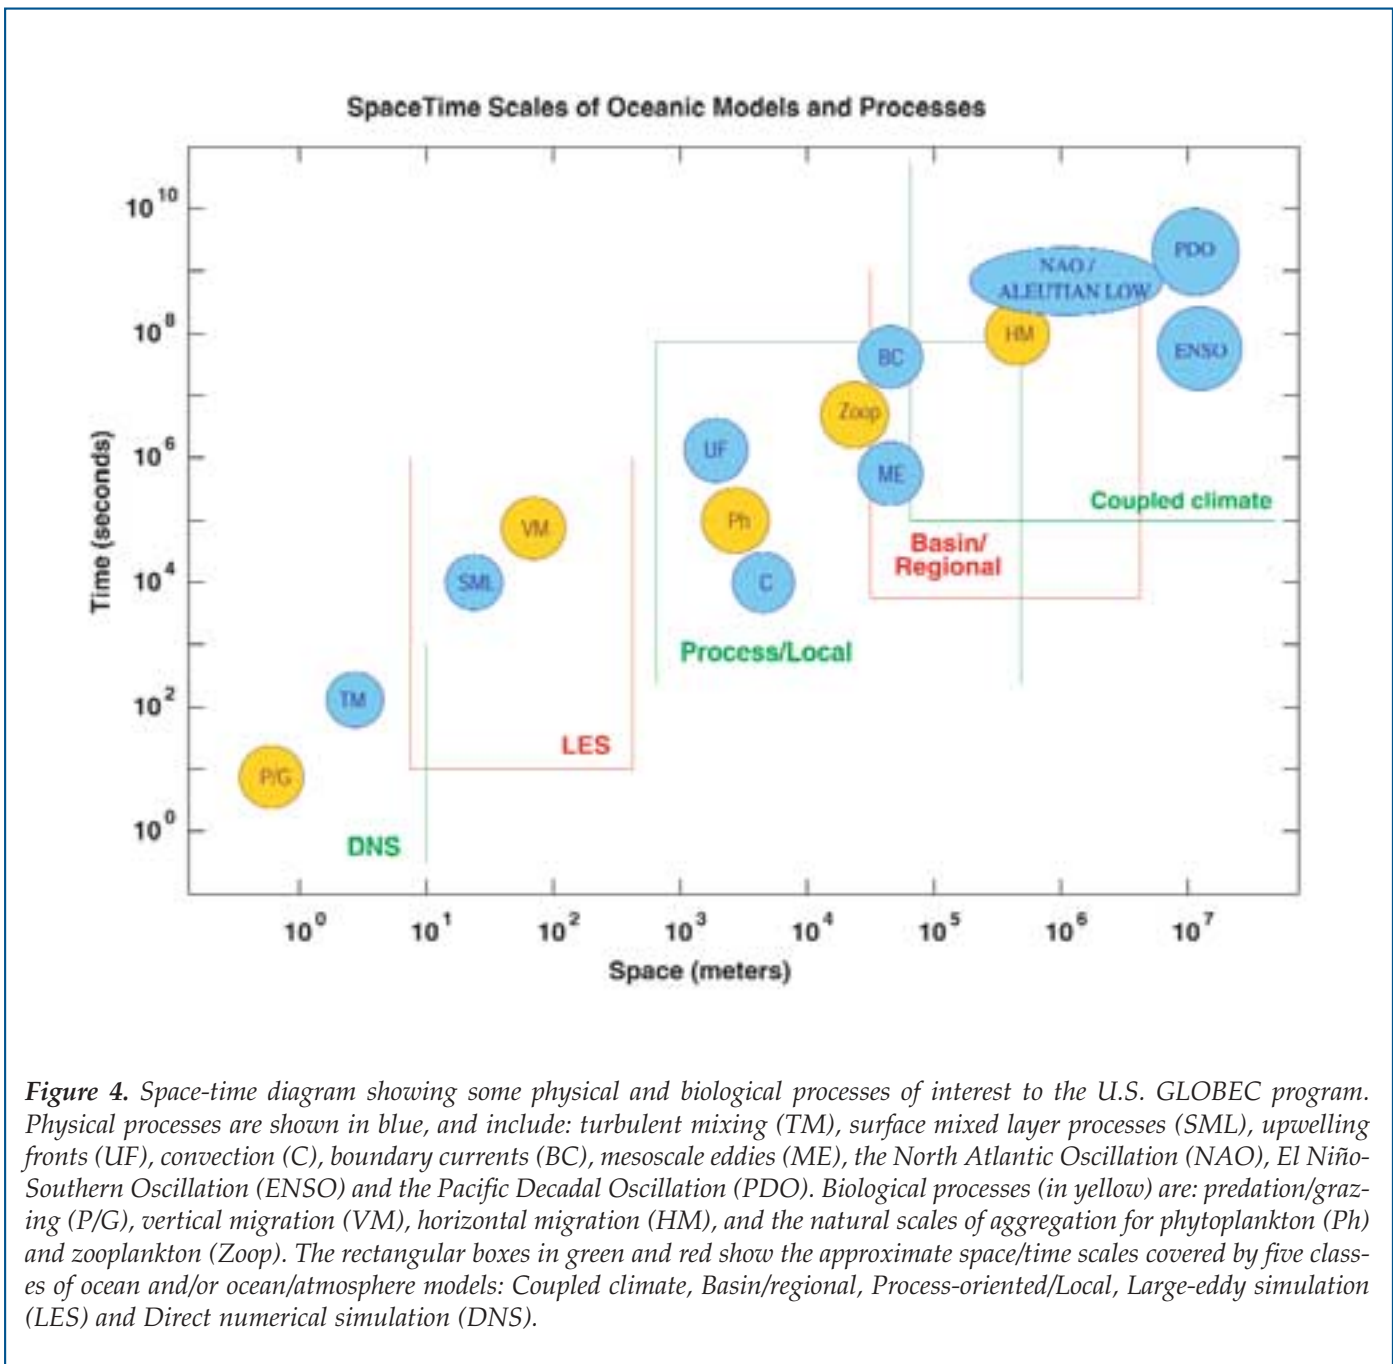 SpaceTime Scales of Oceanic Models and Processes
10^10
PDO
NAO /
ALEUTIAN LOW
10^8
HM
BC
ENSO
Zoop
Time (seconds)
10^6
UF
ME
Coupled climate
VM
Ph
Basin/
Regional
10^4
SML
C
Process/Local
10^2
TM
LES
P/G
10^0
DNS
10^0 10^1 10^2 10^3 10^4 10^5 10^6 10^7
Space (meters)
Figure 4. Space-time diagram showing some physical and biological processes of interest to the U.S. GLOBEC program.
Physical processes are shown in blue, and include: turbulent mixing (TM), surface mixed layer processes (SML), upwelling
fronts (UF), convection (C), boundary currents (BC), mesoscale eddies (ME), the North Atlantic Oscillation (NAO), El Niño-
Southern Oscillation (ENSO) and the Pacific Decadal Oscillation (PDO). Biological processes (in yellow) are: predation/graz-
ing (P/G), vertical migration (VM), horizontal migration (HM), and the natural scales of aggregation for phytoplankton (Ph)
and zooplankton (Zoop). The rectangular boxes in green and red show the approximate space/time scales covered by five class-
es of ocean and/or ocean/atmosphere models: Coupled climate, Basin/regional, Process-oriented/Local, Large-eddy simulation
(LES) and Direct numerical simulation (DNS).